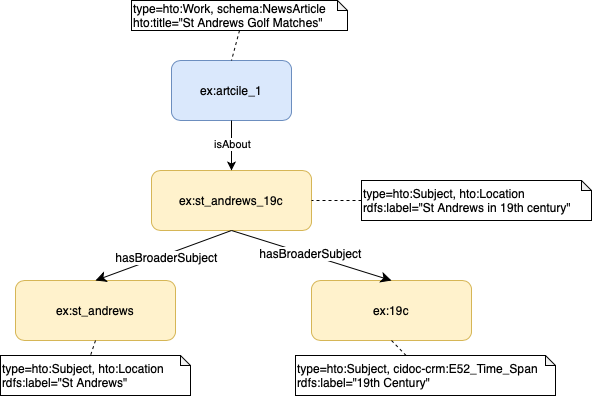 type=hto:Work, schema:NewsArticle
hto:title="St Andrews Golf Matches"
ex:artcile_1
isAbout
ex:st_andrews_19c
type=hto:Subject, hto:Location
rdfs:label="St Andrews in 19th century"
hasBroaderSubject
hasBroaderSubject
ex:st_andrews
ex:19c
type=hto:Subject, hto:Location
rdfs:label="St Andrews"
type=hto:Subject, cidoc-crm:E52_Time_Span
rdfs:label="19th Century"